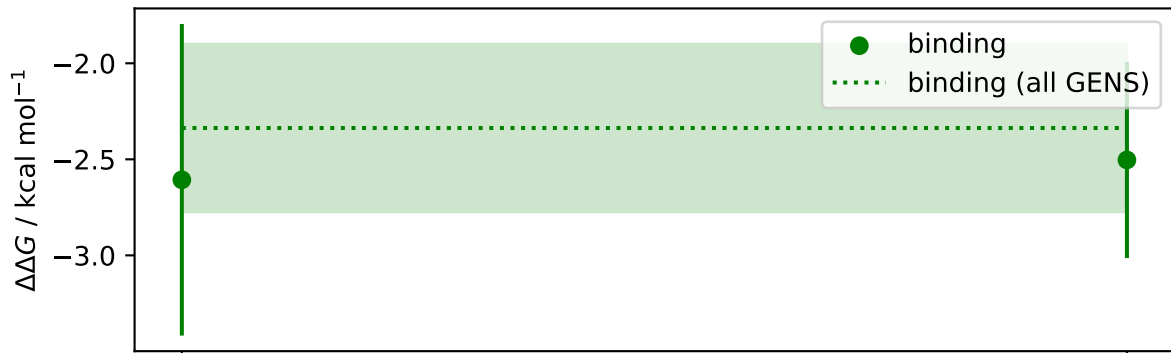 ΔΔG / kcal mol⁻¹
−2.0
−2.5
−3.0
binding
binding (all GENS)